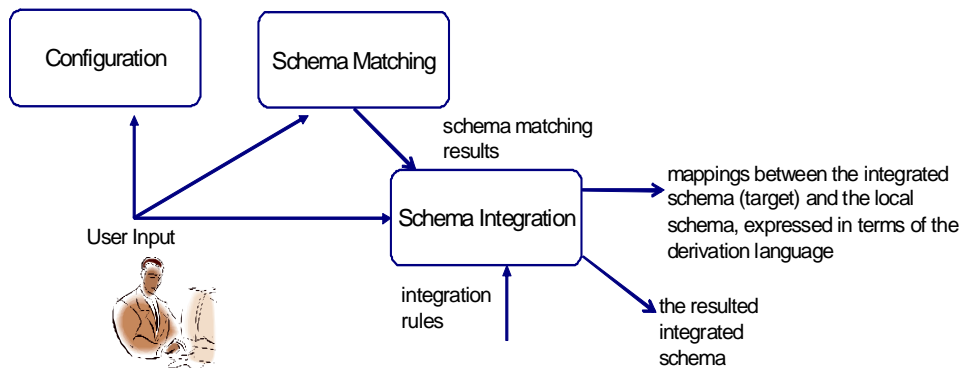 Configuration
Schema Matching
schema matching
results
Schema Integration
mappings between the integrated
schema (target) and the local
schema, expressed in terms of the
derivation language
User Input
integration
rules
the resulted
integrated
schema